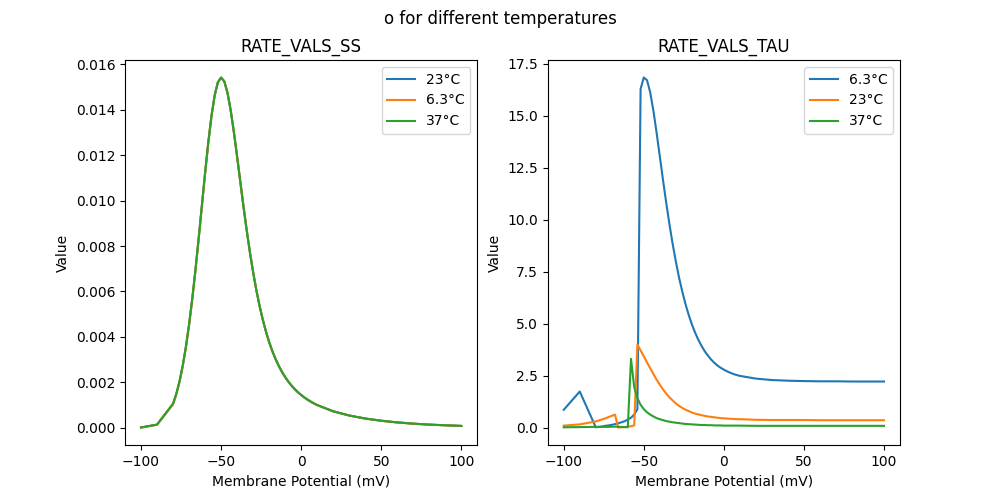 o for different temperatures
RATE_VALS_SS
0.016
0.014
0.012
0.010
0.008
0.006
0.004
0.002
0.000
Value
−100
−50
0
50
100
Membrane Potential (mV)
23°C
6.3°C
37°C
RATE_VALS_TAU
17.5
15.0
12.5
10.0
7.5
5.0
2.5
0.0
Value
−100
−50
0
50
100
Membrane Potential (mV)
6.3°C
23°C
37°C